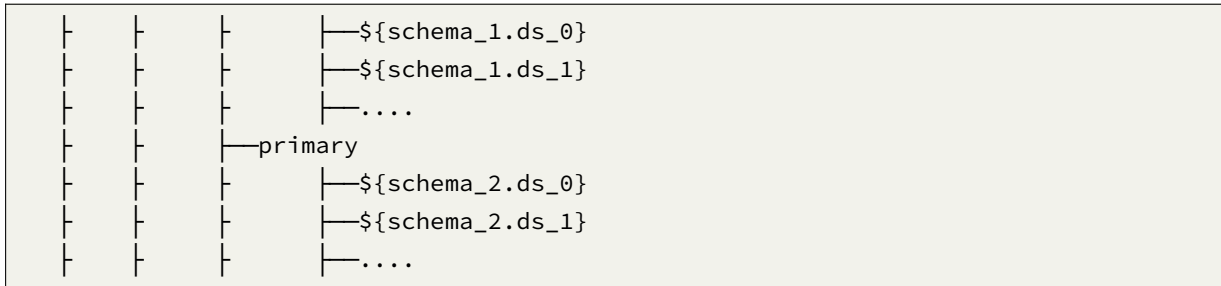 ├ ├ ├ ├──${schema_1.ds_0}
├ ├ ├ ├──${schema_1.ds_1}
├ ├ ├ ├──....
├ ├ ├──primary
├ ├ ├ ├──${schema_2.ds_0}
├ ├ ├ ├──${schema_2.ds_1}
├ ├ ├ ├──....